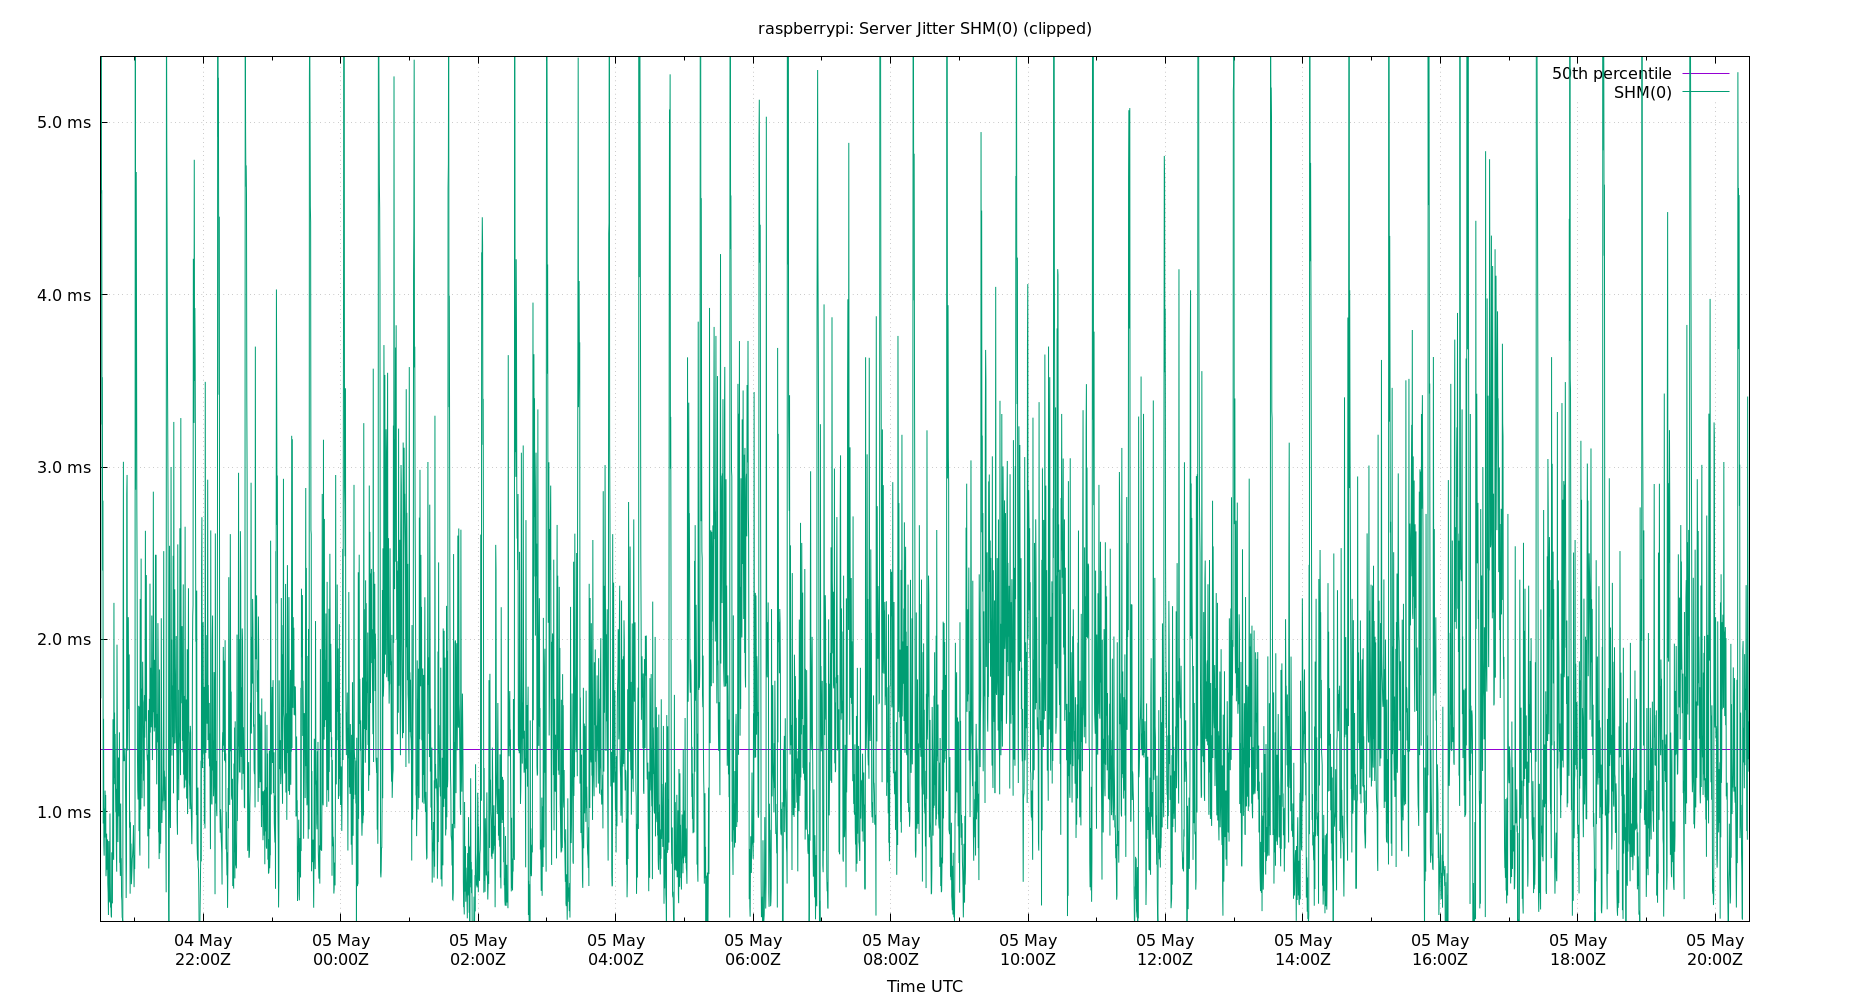 raspberrypi: Server Jitter SHM(0) (clipped)
50th percentile
SHM(0)
5.0 ms
4.0 ms
3.0 ms
2.0 ms
1.0 ms
04 May 05 May 05 May 05 May 05 May 05 May 05 May 05 May 05 May 05 May 05 May 05 May
22:00Z 00:00Z 02:00Z 04:00Z 06:00Z 08:00Z 10:00Z 12:00Z 14:00Z 16:00Z 18:00Z 20:00Z
Time UTC